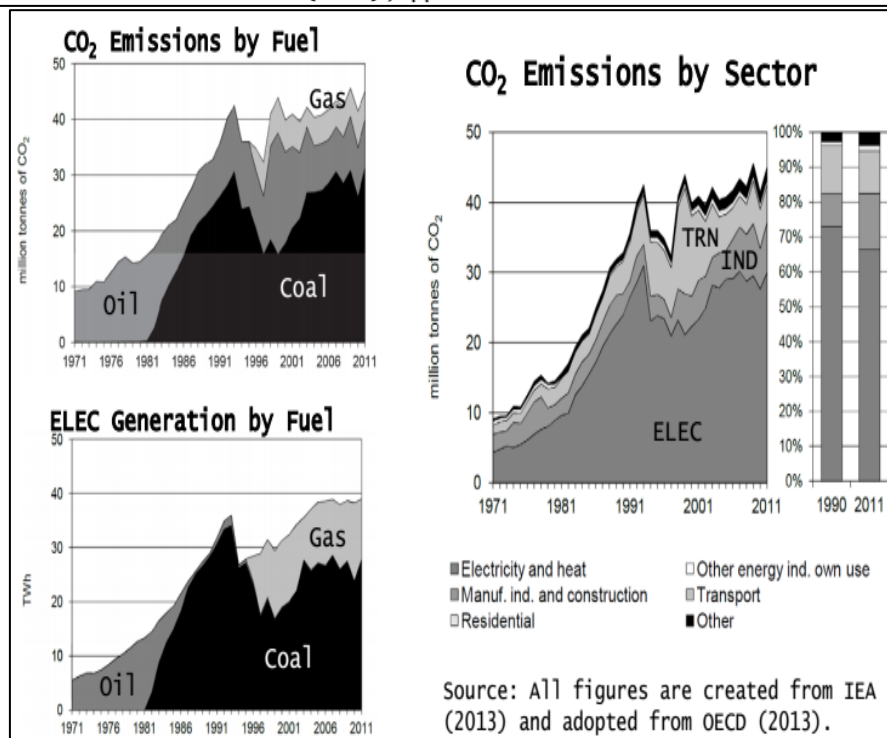 CO₂ Emissions by Fuel
50
40
30
20
10
0
million tonnes of CO₂
Gas
Oil
Coal
1971 1976 1981 1986 1991 1996 2001 2006 2011
ELEC Generation by Fuel
50
40
30
20
10
0
TWh
Gas
Oil
Coal
1971 1976 1981 1986 1991 1996 2001 2006 2011
CO₂ Emissions by Sector
50
40
30
20
10
0
million tonnes of CO₂
TRN
IND
ELEC
1971 1981 1991 2001 2011
100%
90%
80%
70%
60%
50%
40%
30%
20%
10%
0%
1990 2011
Electricity and heat
Other energy ind. own use
Manuf. ind. and construction
Transport
Residential
Other
Source: All figures are created from IEA
(2013) and adopted from OECD (2013).